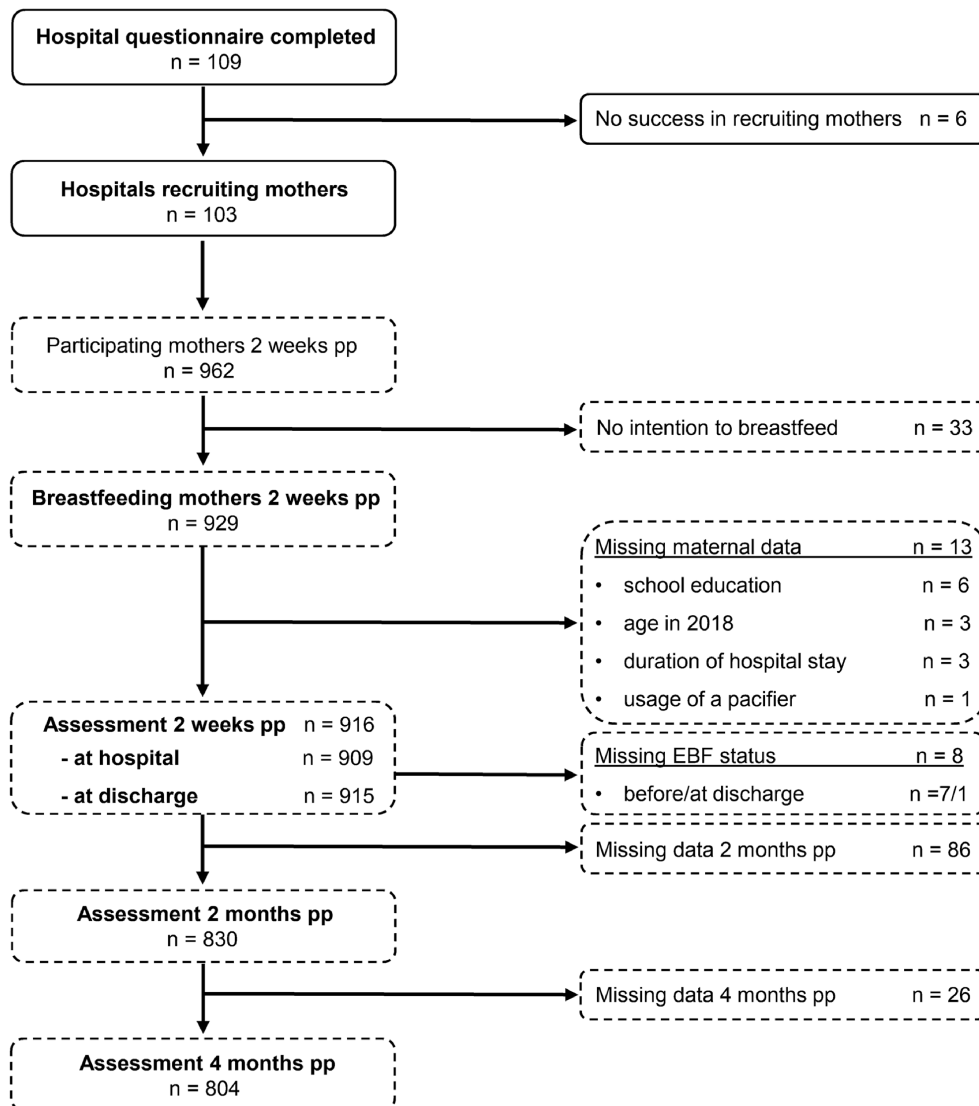 Hospital questionnaire completed
n = 109
No success in recruiting mothers n = 6
Hospitals recruiting mothers
n = 103
Participating mothers 2 weeks pp
n = 962
No intention to breastfeed n = 33
Breastfeeding mothers 2 weeks pp
n = 929
Missing maternal data n = 13
• school education n = 6
• age in 2018 n = 3
• duration of hospital stay n = 3
• usage of a pacifier n = 1
Assessment 2 weeks pp n = 916
- at hospital n = 909
- at discharge n = 915
Missing EBF status n = 8
• before/at discharge n =7/1
Missing data 2 months pp n = 86
Assessment 2 months pp
n = 830
Missing data 4 months pp n = 26
Assessment 4 months pp
n = 804